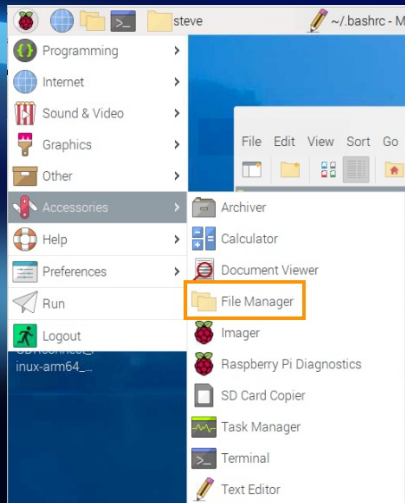 steve
~/.bashrc - M
Programming
Internet
Sound & Video
Graphics
Other
Accessories
Help
Preferences
Run
Logout
inux-arm64_...
File Edit View Sort Go
Archiver
Calculator
Document Viewer
File Manager
Imager
Raspberry Pi Diagnostics
SD Card Copier
Task Manager
Terminal
Text Editor